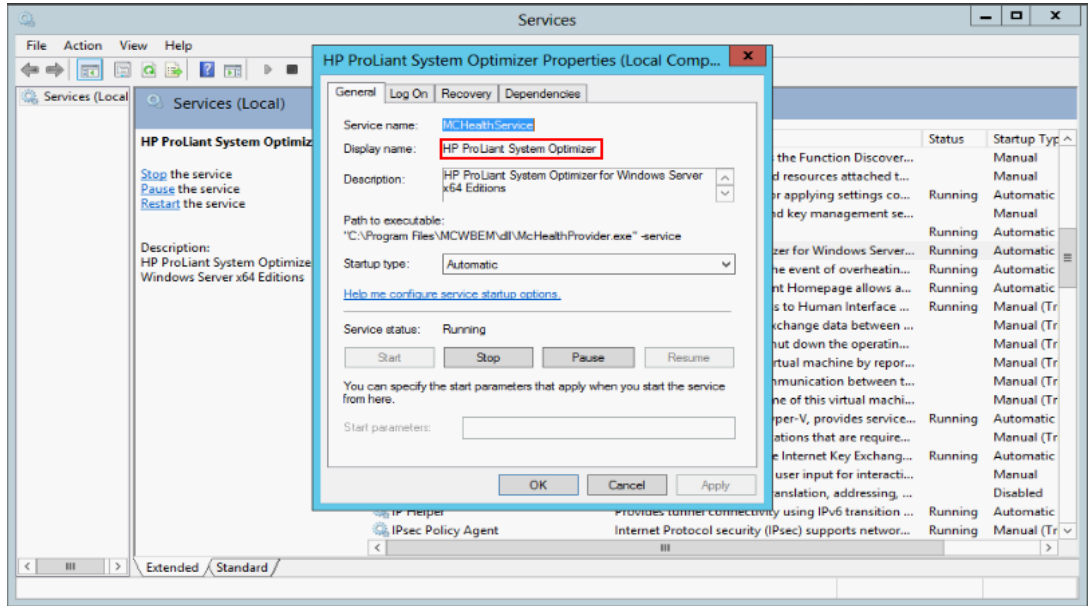 Services
File Action View Help
Services (Local
Services (Local)
HP ProLiant System Optimiz
Stop the service
Pause the service
Restart the service
Description:
HP ProLiant System Optimize
Windows Server x64 Editions
HP ProLiant System Optimizer Properties (Local Comp...
General Log On Recovery Dependencies
Service name: MCHealthService
Display name: HP ProLiant System Optimizer
Description: HP ProLiant System Optimizer for Windows Server
x64 Editions
Path to executable:
"C:\Program Files\MCWBEM\dll\McHealthProvider.exe" -service
Startup type: Automatic
Help me configure service startup options.
Service status: Running
Start Stop Pause Resume
You can specify the start parameters that apply when you start the service
from here.
Start parameters:
OK Cancel Apply
Status Startup Typ
the Function Discover... Manual
d resources attached t... Manual
or applying settings co... Running Automatic
nd key management se... Manual
Running Automatic
zer for Windows Server... Running Automatic
he event of overheatin... Running Automatic
nt Homepage allows a... Running Automatic
s to Human Interface ... Running Manual (Tr
xchange data between ... Manual (Tr
hut down the operatin... Manual (Tr
rtual machine by repor... Manual (Tr
mmunication between t... Manual (Tr
me of this virtual machi... Manual (Tr
yper-V, provides service... Running Automatic
ations that are require... Manual (Tr
e Internet Key Exchang... Running Automatic
user input for interacti... Manual
ranslation, addressing, ... Disabled
IP Helper Provides tunnel connectivity using IPv6 transition ... Running Automatic
IPsec Policy Agent Internet Protocol security (IPsec) supports networ... Running Manual (Tr
Extended Standard